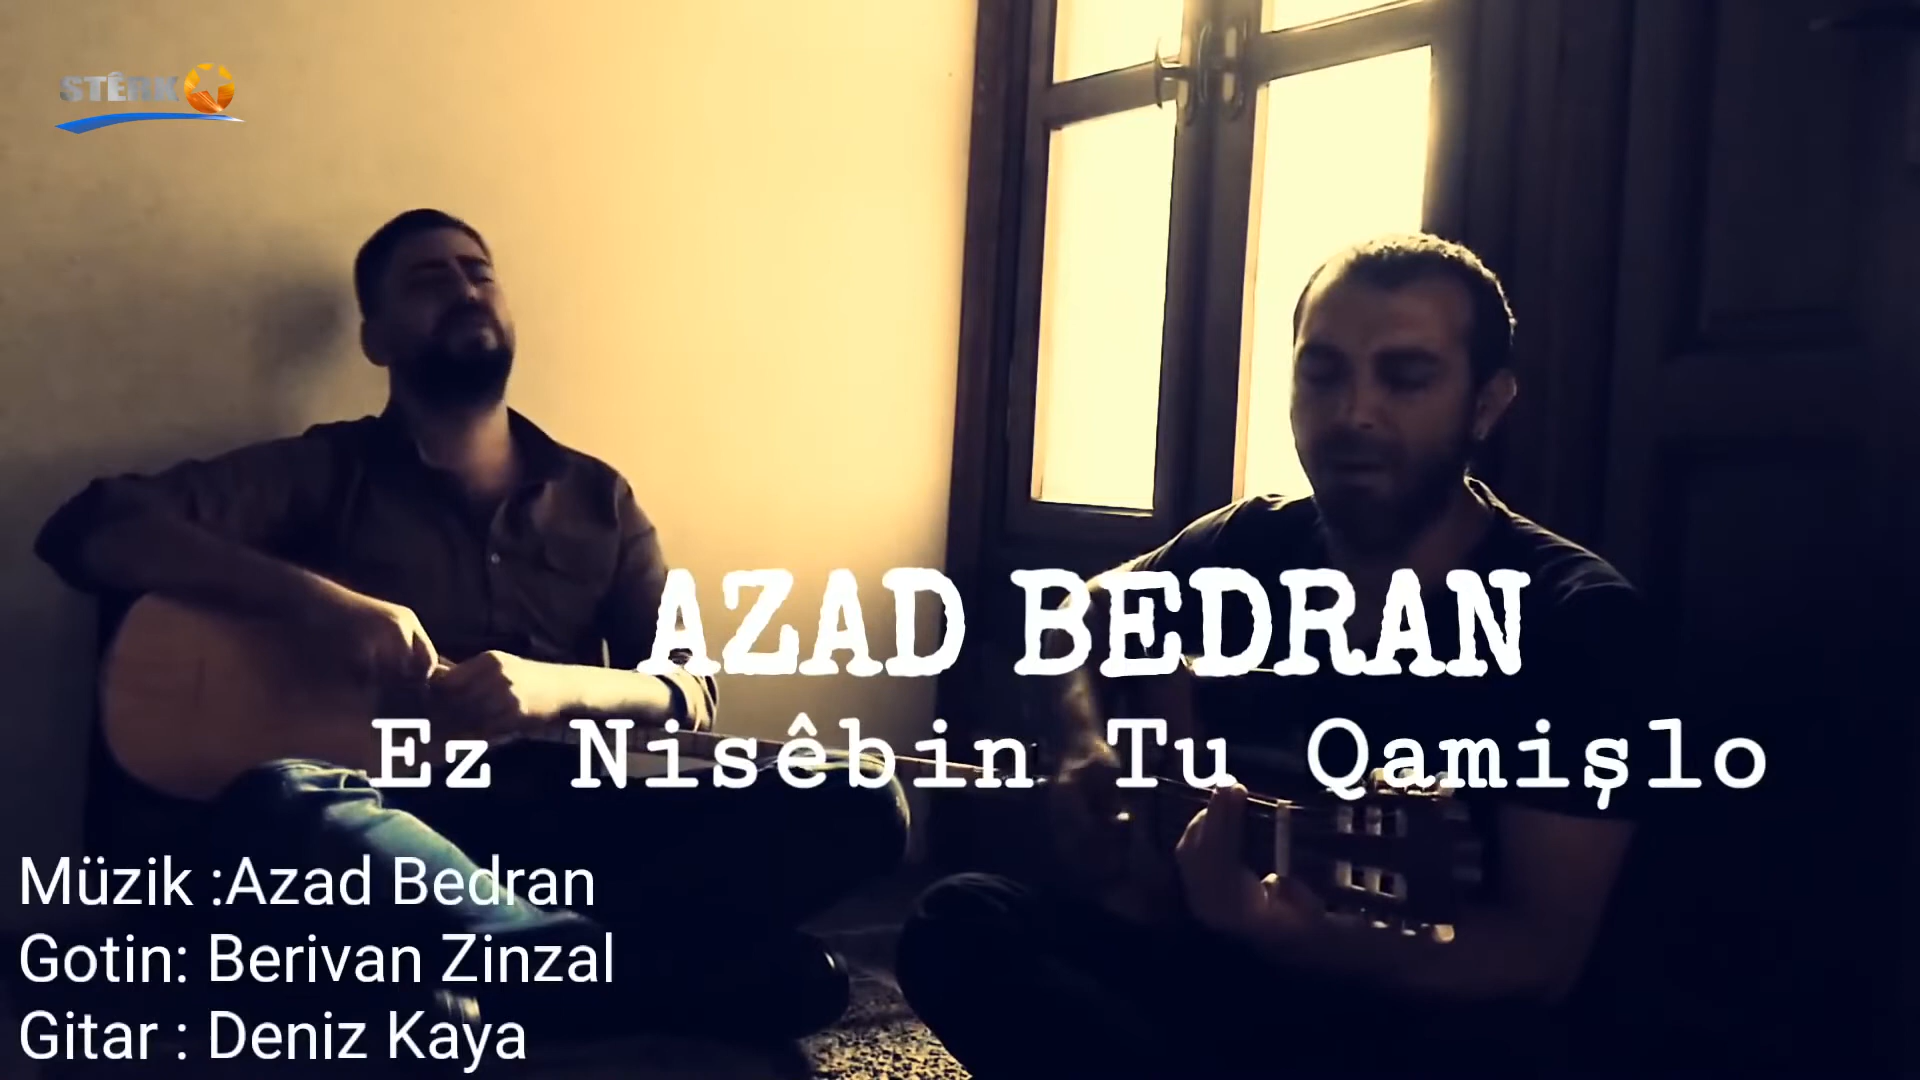 STÊRK
AZAD BEDRAN
Ez Nisêbin Tu Qamişlo
Müzik :Azad Bedran
Gotin: Berivan Zinzal
Gitar : Deniz Kaya